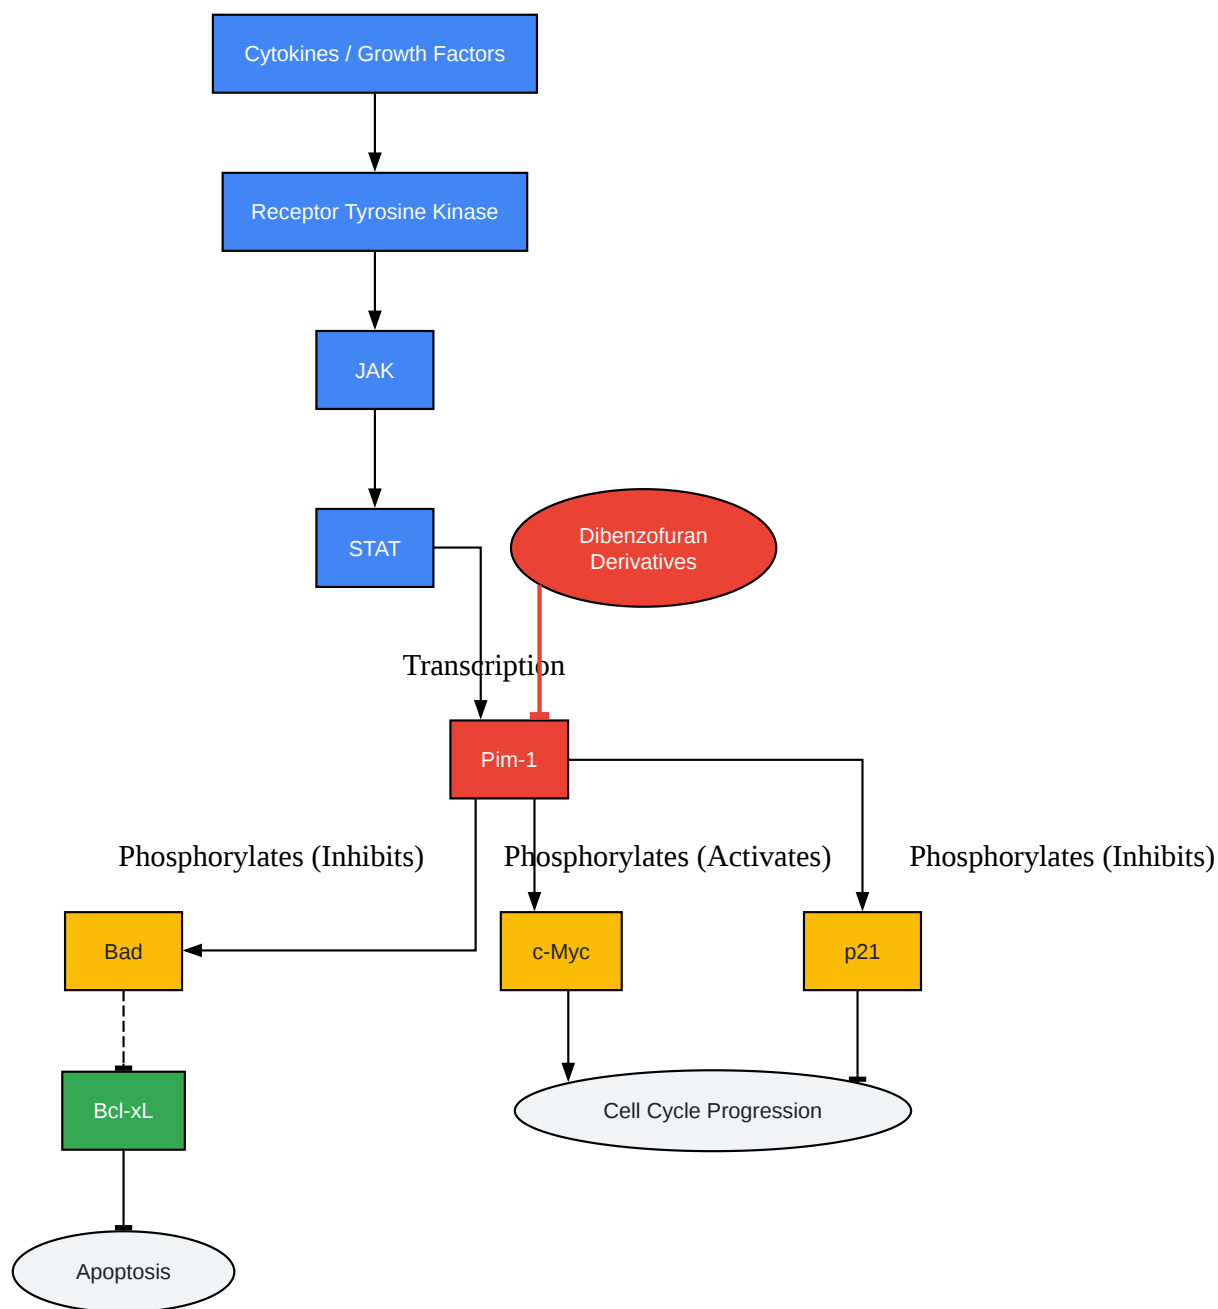 Cytokines / Growth Factors
Receptor Tyrosine Kinase
JAK
STAT
Dibenzofuran
Derivatives
Transcription
Pim-1
Phosphorylates (Inhibits)
Phosphorylates (Activates)
Phosphorylates (Inhibits)
Bad
c-Myc
p21
Bcl-xL
Cell Cycle Progression
Apoptosis